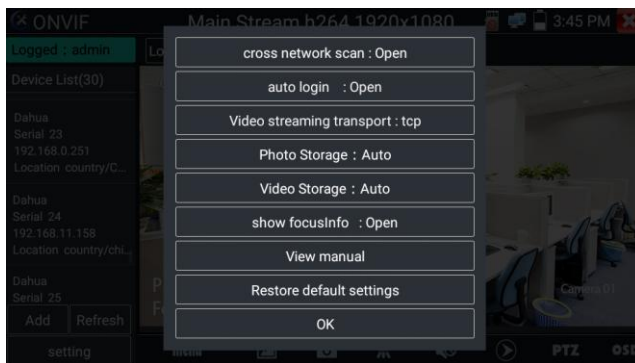 ONVIF
Main Stream h264 1920x1080
3:45 PM
Logged : admin
Lo
Device List(30)
Dahua
Serial 23
192.168.0.251
Location country/C...
Dahua
Serial 24
192.168.11.158
Location country/chi...
Dahua
Serial 25
Add
Refresh
setting
cross network scan : Open
auto login : Open
Video streaming transport : tcp
Photo Storage : Auto
Video Storage : Auto
show focusInfo : Open
View manual
Restore default settings
OK
P
F
Camera 01
menu
PTZ
OSD